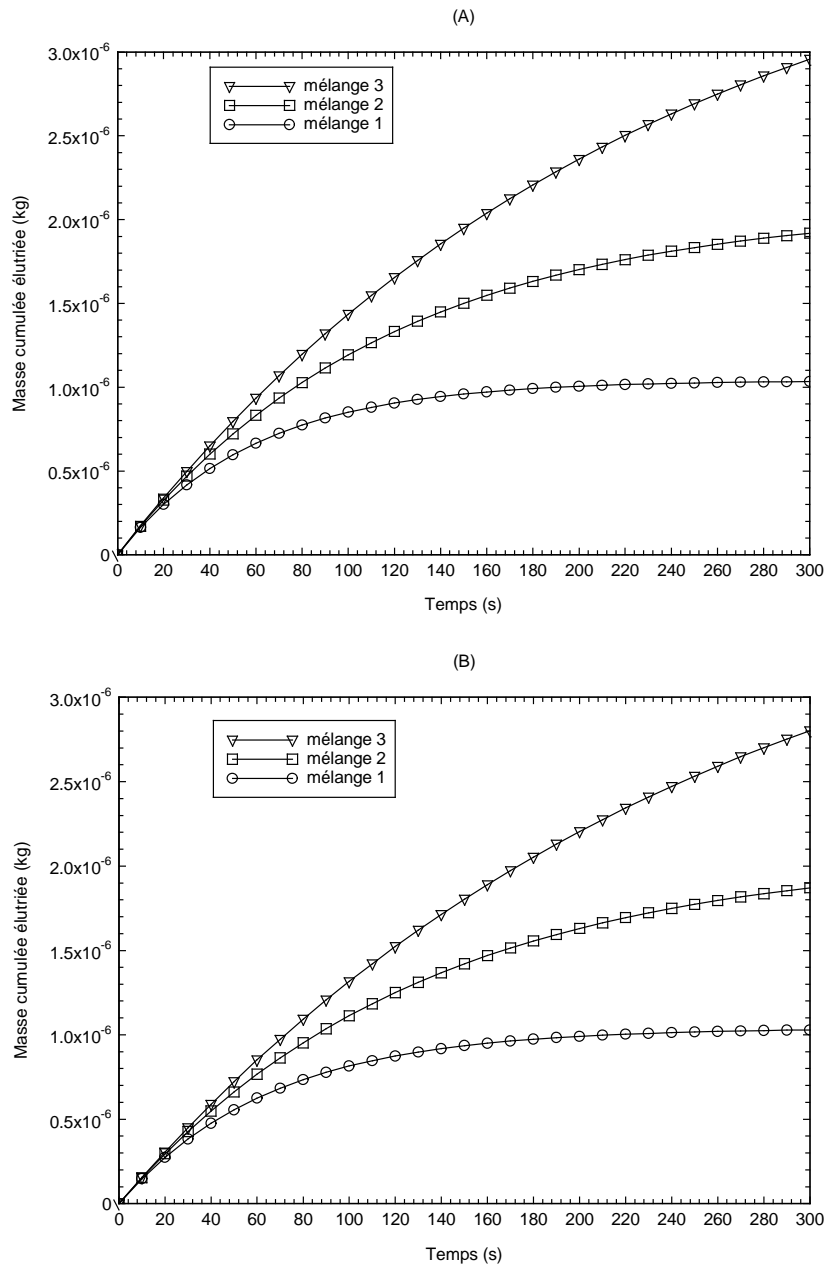 (A)
3.0x10⁻⁶
2.5x10⁻⁶
2.0x10⁻⁶
1.5x10⁻⁶
1.0x10⁻⁶
0.5x10⁻⁶
0
Masse cumulée élutriée (kg)
mélange 3
mélange 2
mélange 1
0 20 40 60 80 100 120 140 160 180 200 220 240 260 280 300
Temps (s)
(B)
3.0x10⁻⁶
2.5x10⁻⁶
2.0x10⁻⁶
1.5x10⁻⁶
1.0x10⁻⁶
0.5x10⁻⁶
0
Masse cumulée élutriée (kg)
mélange 3
mélange 2
mélange 1
0 20 40 60 80 100 120 140 160 180 200 220 240 260 280 300
Temps (s)